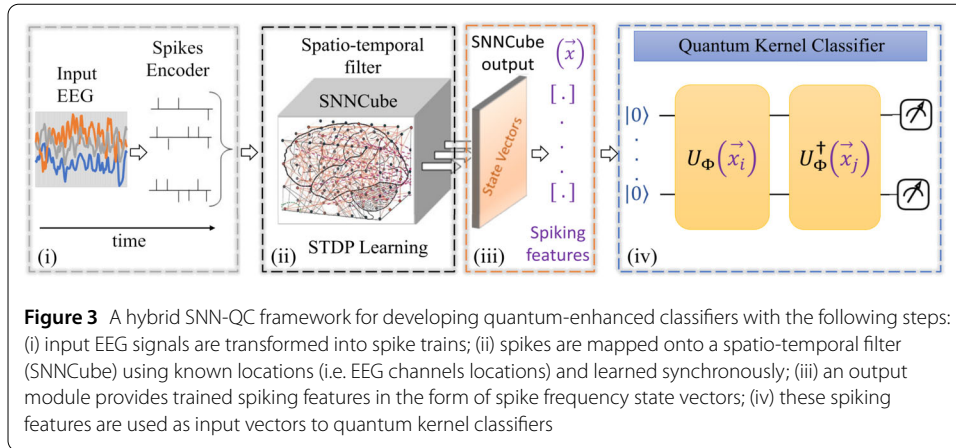 Input
EEG
Spikes
Encoder
time
(i)
Spatio-temporal
filter
SNNCube
STDP Learning
(ii)
SNNCube
output
State Vectors
(x⃗)
[ . ]
.
.
.
[ . ]
Spiking
features
(iii)
Quantum Kernel Classifier
|0⟩
.
.
.
|0⟩
U_Φ(x⃗_i)
U_Φ^†(x⃗_j)
(iv)
Figure 3 A hybrid SNN-QC framework for developing quantum-enhanced classifiers with the following steps:
(i) input EEG signals are transformed into spike trains; (ii) spikes are mapped onto a spatio-temporal filter
(SNNCube) using known locations (i.e. EEG channels locations) and learned synchronously; (iii) an output
module provides trained spiking features in the form of spike frequency state vectors; (iv) these spiking
features are used as input vectors to quantum kernel classifiers